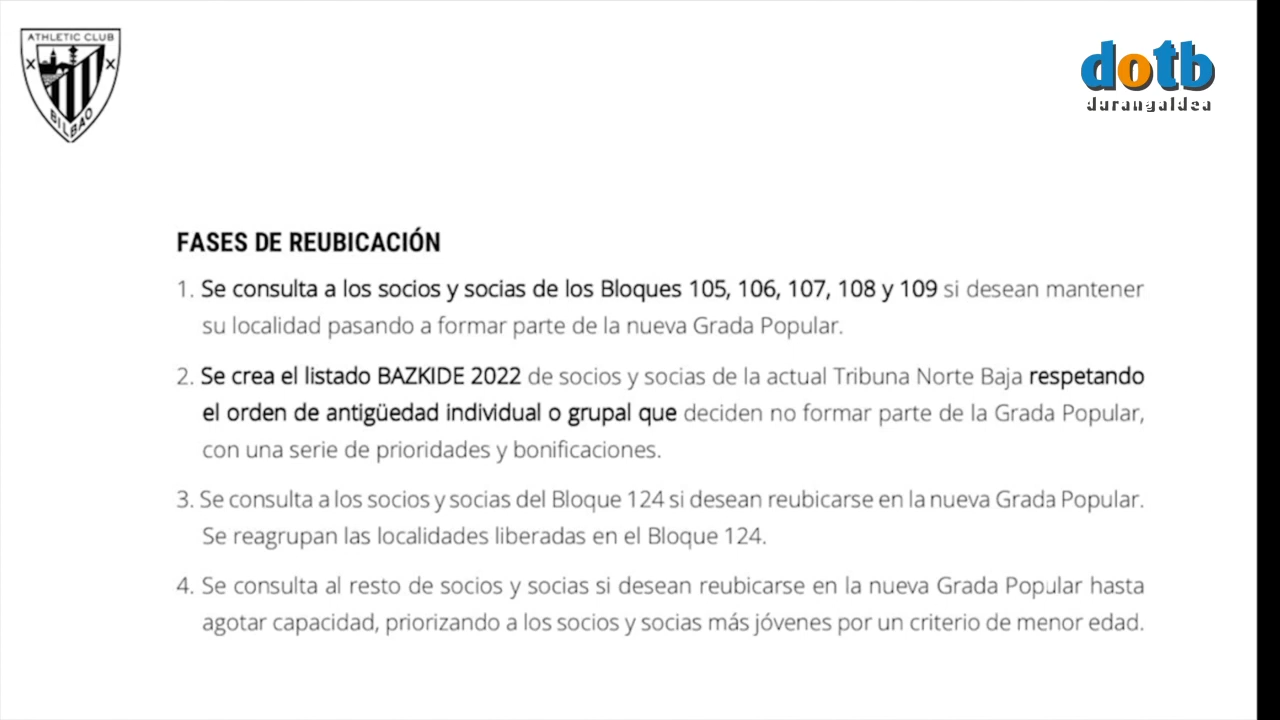 ATHLETIC CLUB
BILBAO
dotb
durangaldea
FASES DE REUBICACIÓN
1. Se consulta a los socios y socias de los Bloques 105, 106, 107, 108 y 109 si desean mantener
su localidad pasando a formar parte de la nueva Grada Popular.
2. Se crea el listado BAZKIDE 2022 de socios y socias de la actual Tribuna Norte Baja respetando
el orden de antigüedad individual o grupal que deciden no formar parte de la Grada Popular,
con una serie de prioridades y bonificaciones.
3. Se consulta a los socios y socias del Bloque 124 si desean reubicarse en la nueva Grada Popular.
Se reagrupan las localidades liberadas en el Bloque 124.
4. Se consulta al resto de socios y socias si desean reubicarse en la nueva Grada Popular hasta
agotar capacidad, priorizando a los socios y socias más jóvenes por un criterio de menor edad.